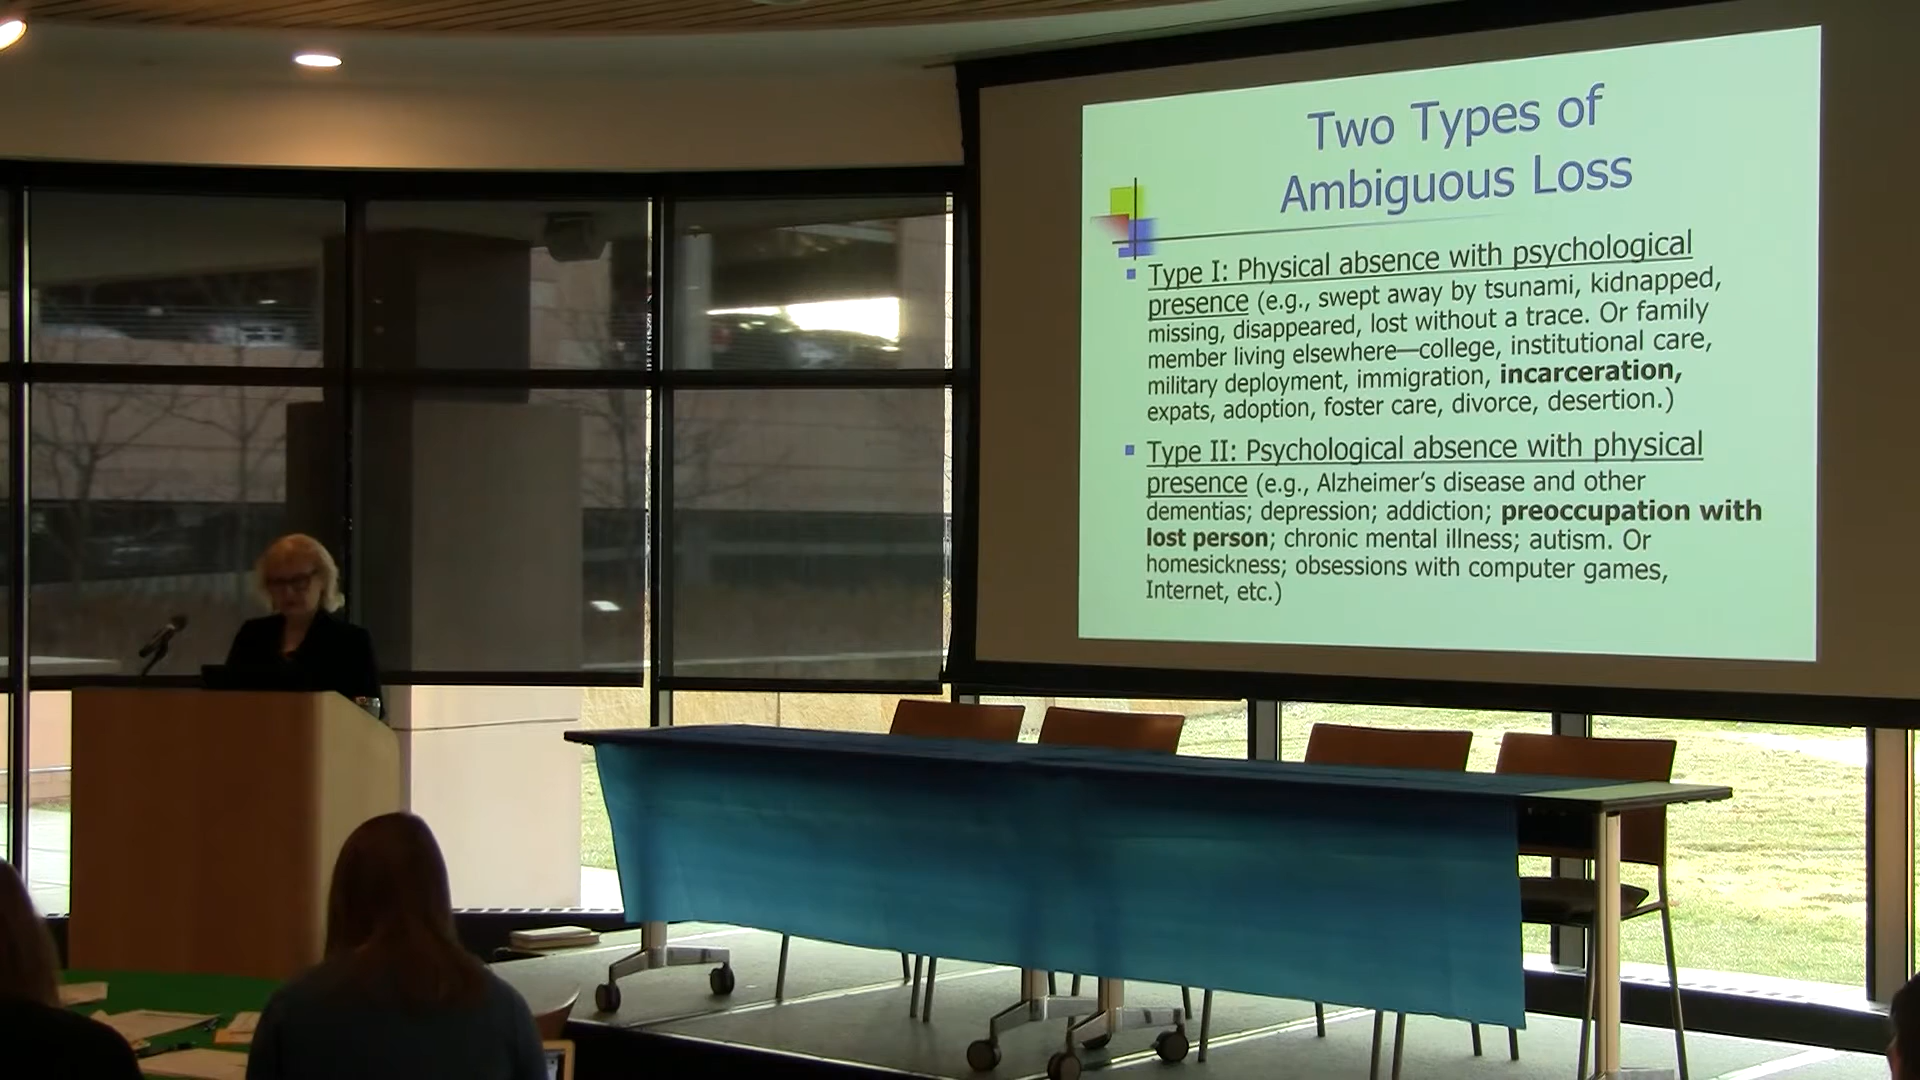 Two Types of
Ambiguous Loss
Type I: Physical absence with psychological
presence (e.g., swept away by tsunami, kidnapped,
missing, disappeared, lost without a trace. Or family
member living elsewhere—college, institutional care,
military deployment, immigration, incarceration,
expats, adoption, foster care, divorce, desertion.)
Type II: Psychological absence with physical
presence (e.g., Alzheimer's disease and other
dementias; depression; addiction; preoccupation with
lost person; chronic mental illness; autism. Or
homesickness; obsessions with computer games,
Internet, etc.)